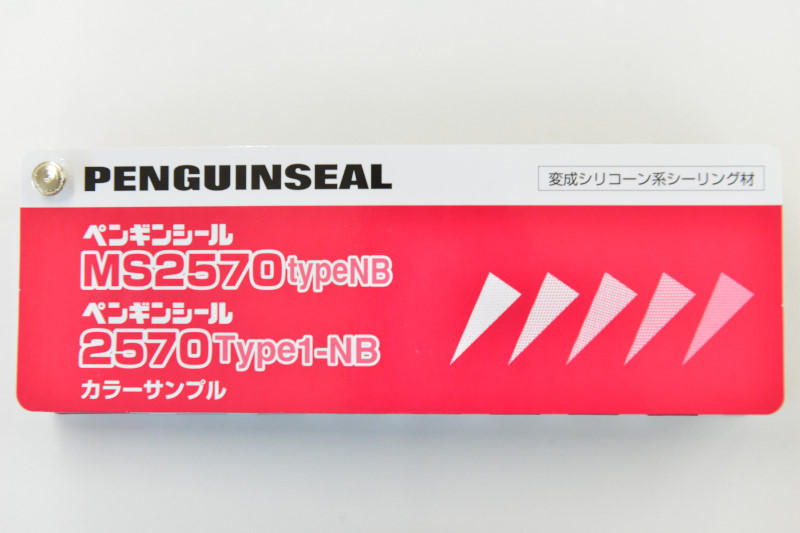 PENGUINSEAL
変成シリコーン系シーリング材
ペンギンシール
MS2570typeNB
ペンギンシール
2570Type1-NB
カラーサンプル